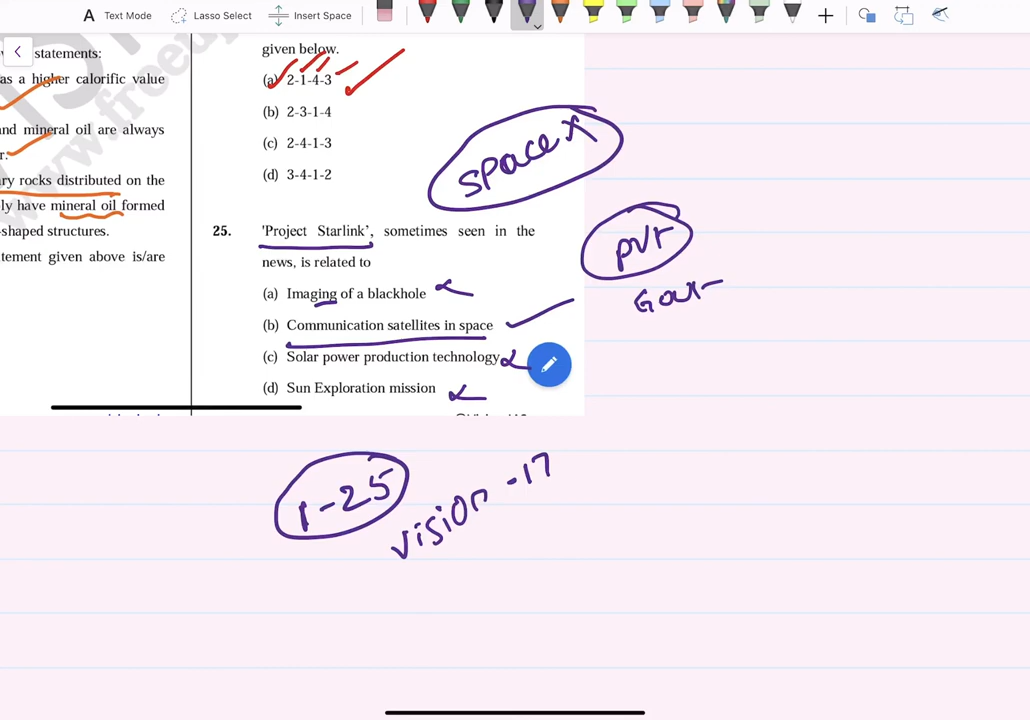 A Text Mode Lasso Select Insert Space
statements:
as a higher calorific value
and mineral oil are always
r.
ry rocks distributed on the
ly have mineral oil formed
-shaped structures.
tement given above is/are
given below.
(a) 2-1-4-3
(b) 2-3-1-4
(c) 2-4-1-3
(d) 3-4-1-2
25. 'Project Starlink', sometimes seen in the
news, is related to
(a) Imaging of a blackhole
(b) Communication satellites in space
(c) Solar power production technology
(d) Sun Exploration mission
spaceX
pvt
1-25
vision -17